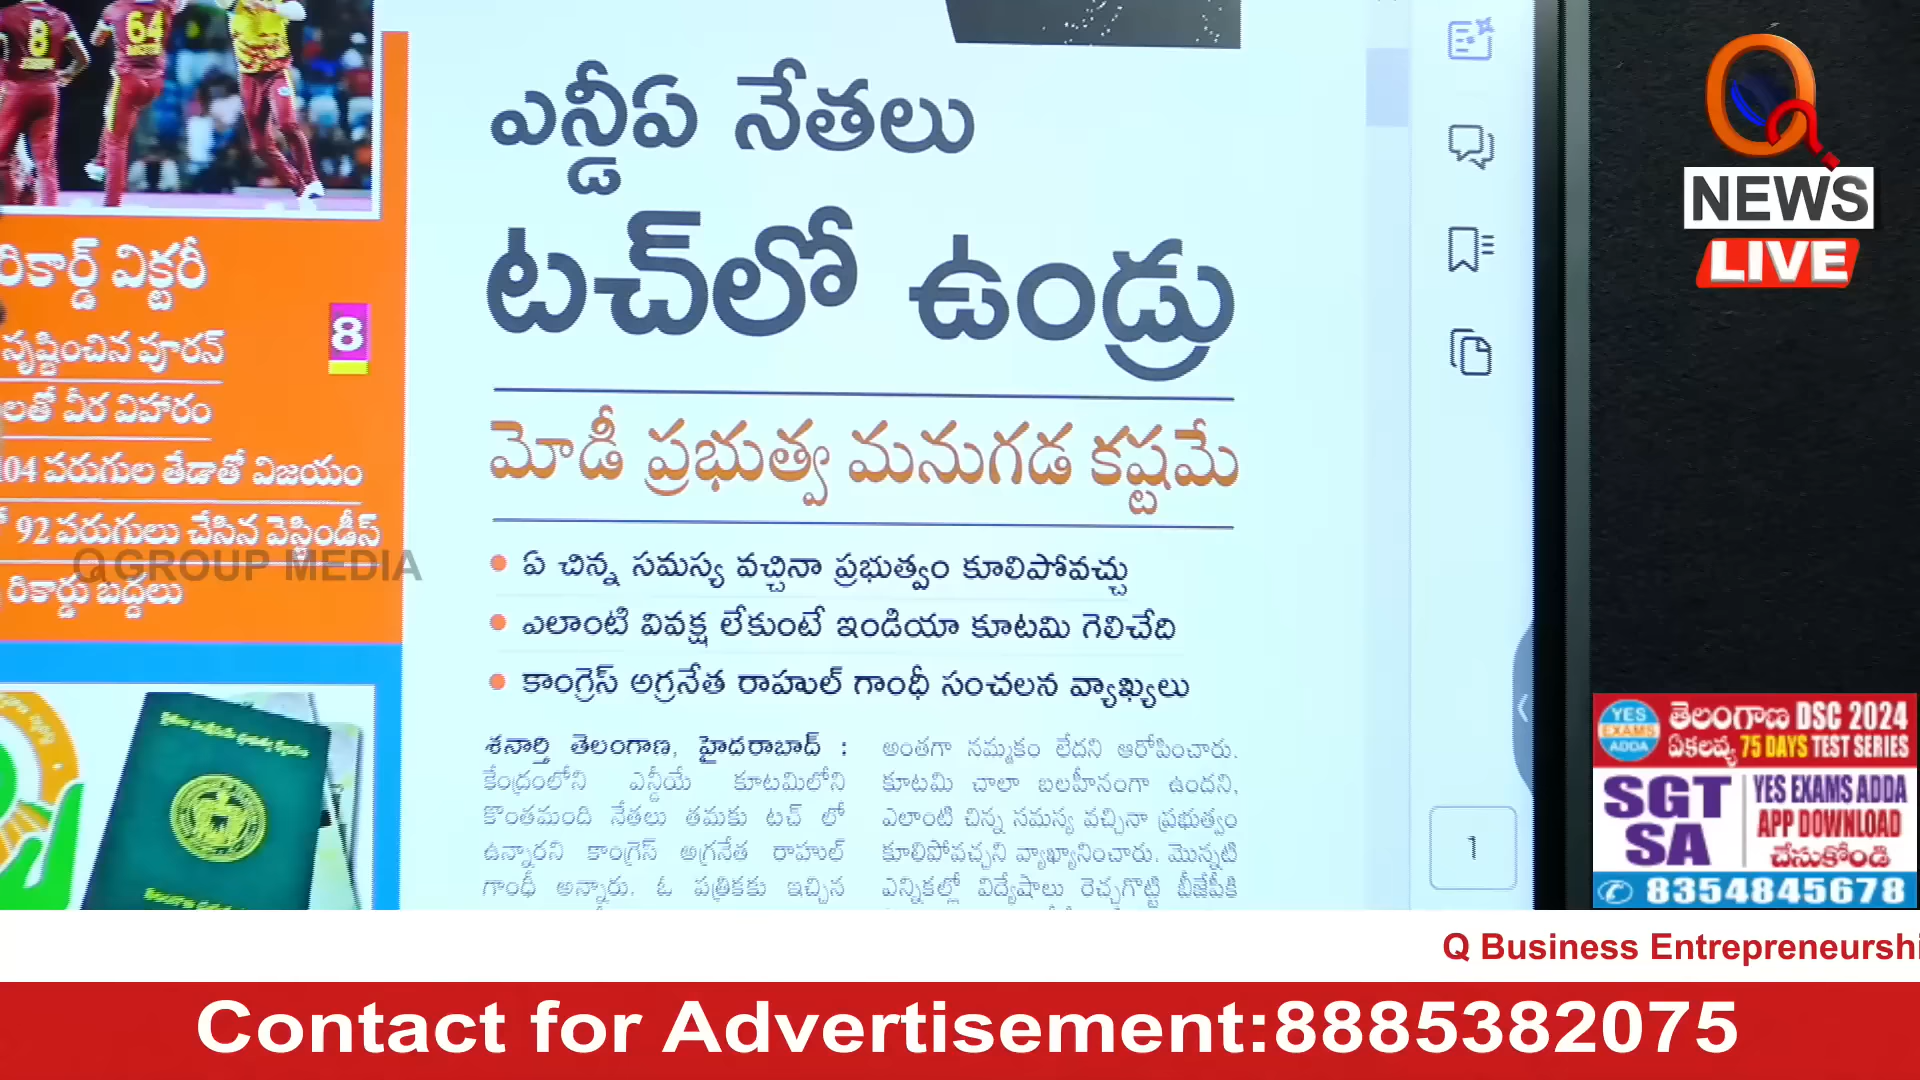 8
64
రికార్డ్ విక్టరీ
8
సృష్టించిన పూరన్
లతో వీర విహారం
104 పరుగుల తేడాతో విజయం
92 పరుగులు చేసిన వెస్టిండీస్
రికార్డు బద్దలు
Q GROUP MEDIA
ఎన్డీఏ నేతలు
టచ్‌లో ఉండ్రు
మోడీ ప్రభుత్వ మనుగడ కష్టమే
• ఏ చిన్న సమస్య వచ్చినా ప్రభుత్వం కూలిపోవచ్చు
• ఎలాంటి వివక్ష లేకుంటే ఇండియా కూటమి గెలిచేది
• కాంగ్రెస్ అగ్రనేత రాహుల్ గాంధీ సంచలన వ్యాఖ్యలు
శనార్తి తెలంగాణ, హైదరాబాద్ :
కేంద్రంలోని ఎన్డీయే కూటమిలోని
కొంతమంది నేతలు తమకు టచ్ లో
ఉన్నారని కాంగ్రెస్ అగ్రనేత రాహుల్
గాంధీ అన్నారు. ఓ పత్రికకు ఇచ్చిన
అంతగా నమ్మకం లేదని ఆరోపించారు.
కూటమి చాలా బలహీనంగా ఉందని,
ఎలాంటి చిన్న సమస్య వచ్చినా ప్రభుత్వం
కూలిపోవచ్చని వ్యాఖ్యానించారు. మొన్నటి
ఎన్నికల్లో విద్వేషాలు రెచ్చగొట్టి బీజేపీకి
1
Q
NEWS
LIVE
YES
EXAMS
ADDA
తెలంగాణ DSC 2024
ఏకలవ్య 75 DAYS TEST SERIES
SGT
SA
YES EXAMS ADDA
APP DOWNLOAD
చేసుకోండి
8354845678
Q Business Entrepreneurshi
Contact for Advertisement:8885382075